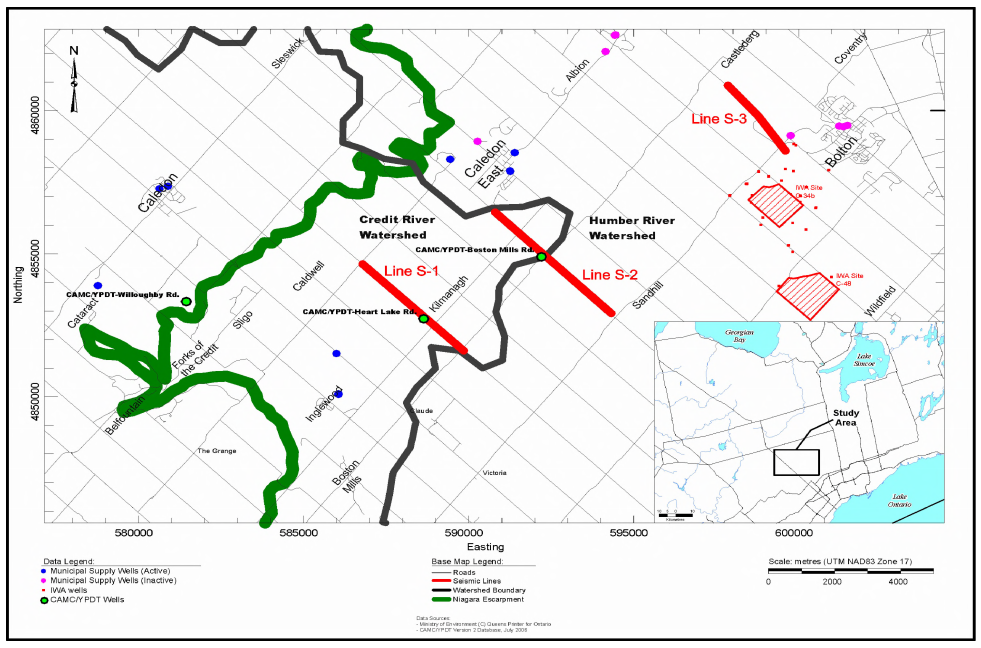 N
Sleswick
Albion
Castlederg
Coventry
4860000
Line S-3
Bolton
Caledon
East
Caledon
IWA Site
C-34b
Credit River
Watershed
Humber River
Watershed
CAMC/YPDT-Boston Mills Rd.
4855000
Northing
Caldwell
Line S-1
Line S-2
IWA Site
C-4B
CAMC/YPDT-Willoughby Rd.
Kilmanagh
Sandhill
Wildfield
Cataract
Sligo
CAMC/YPDT-Heart Lake Rd.
Forks of
the Credit
Georgian
Bay
Lake
Simcoe
4850000
Belfountain
Inglewood
Claude
Study
Area
The Grange
Boston
Mills
Victoria
Lake
Ontario
Kilometres
580000 585000 590000 595000 600000
Easting
Data Legend:
Municipal Supply Wells (Active)
Municipal Supply Wells (Inactive)
IWA wells
CAMC/YPDT Wells
Base Map Legend:
Roads
Seismic Lines
Watershed Boundary
Niagara Escarpment
Scale: metres (UTM NAD83 Zone 17)
0 2000 4000
Data Sources:
- Ministry of Environment (C) Queens Printer for Ontario
- CAMC/YPDT Version 2 Database, July 2006